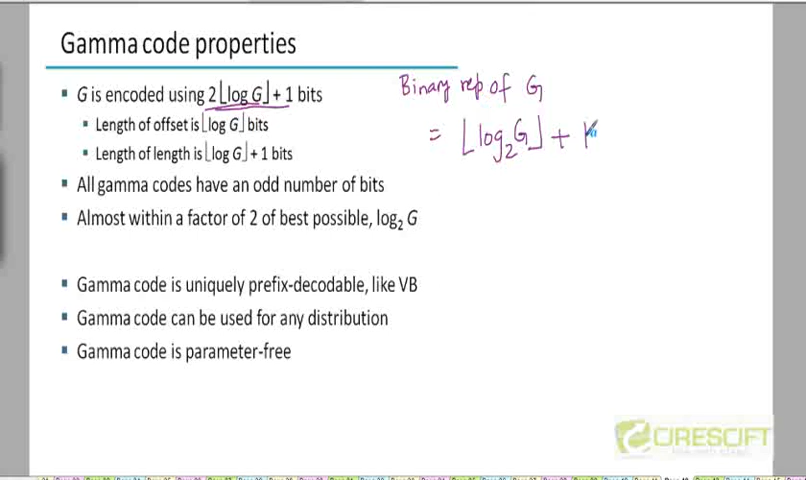 Gamma code properties
G is encoded using 2⌊log G⌋ + 1 bits
Binary rep of G
Length of offset is ⌊log G⌋ bits
= ⌊log₂G⌋ + 1
Length of length is ⌊log G⌋ + 1 bits
All gamma codes have an odd number of bits
Almost within a factor of 2 of best possible, log₂ G
Gamma code is uniquely prefix-decodable, like VB
Gamma code can be used for any distribution
Gamma code is parameter-free